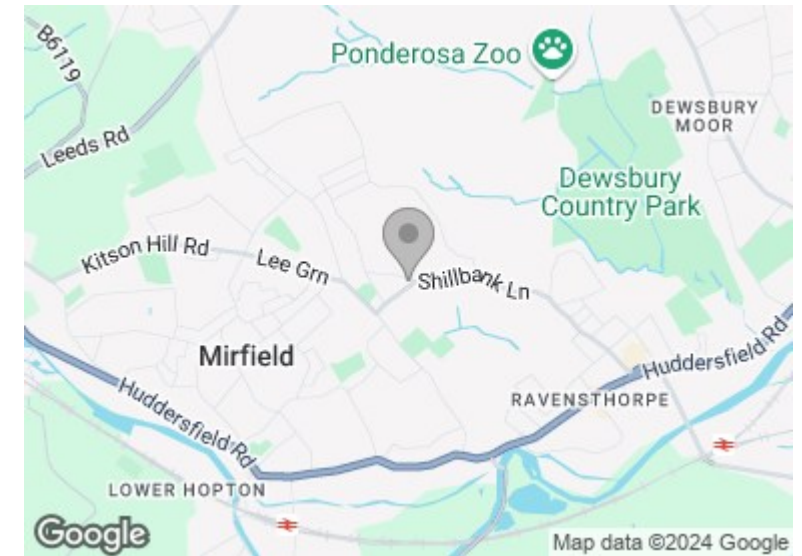 B6119
Ponderosa Zoo
Leeds Rd
DEWSBURY
MOOR
Dewsbury
Country Park
Kitson Hill Rd
Lee Grn
Shillbank Ln
Mirfield
Huddersfield Rd
Huddersfield Rd
RAVENSTHORPE
LOWER HOPTON
Google
Map data ©2024 Google